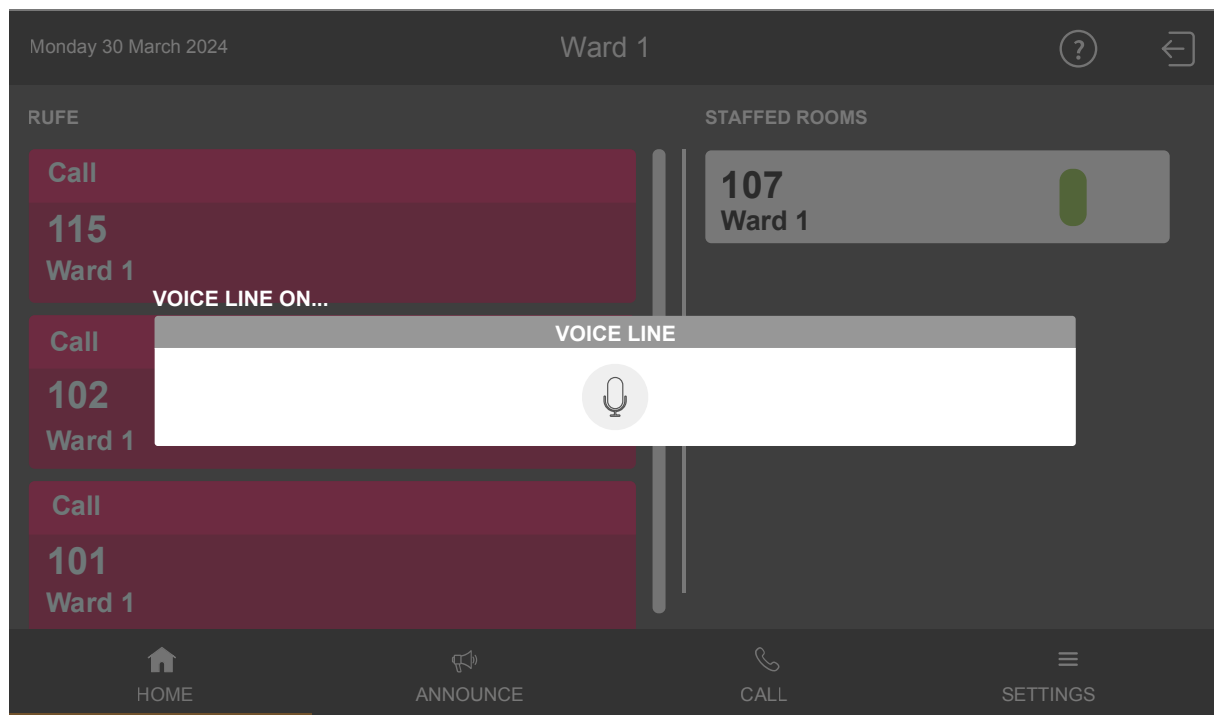 Monday 30 March 2024
Ward 1
?
RUFE
STAFFED ROOMS
Call
115
Ward 1
107
Ward 1
VOICE LINE ON...
VOICE LINE
Call
102
Ward 1
Call
101
Ward 1
HOME
ANNOUNCE
CALL
SETTINGS